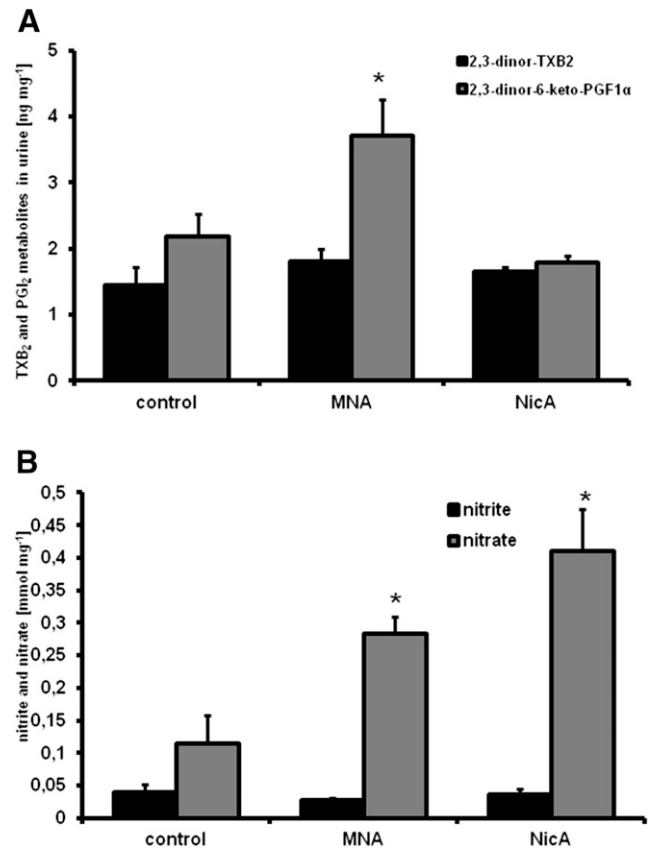 A
TXB₂ and PGI₂ metabolites in urine [ng mg⁻¹]
5
4
3
2
1
0
2,3-dinor-TXB2
2,3-dinor-6-keto-PGF1α
*
control MNA NicA
B
nitrite and nitrate [mmol mg⁻¹]
0,5
0,45
0,4
0,35
0,3
0,25
0,2
0,15
0,1
0,05
0
nitrite
nitrate
*
*
control MNA NicA